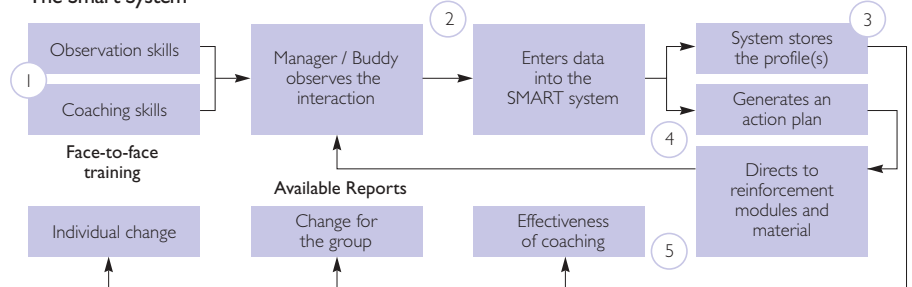 The Smart System
2
3
Observation skills
1
Coaching skills
Manager / Buddy
observes the
interaction
Enters data
into the
SMART system
System stores
the profile(s)
Generates an
action plan
4
Face-to-face
training
Directs to
reinforcement
modules and
material
Available Reports
Individual change
Change for
the group
Effectiveness
of coaching
5